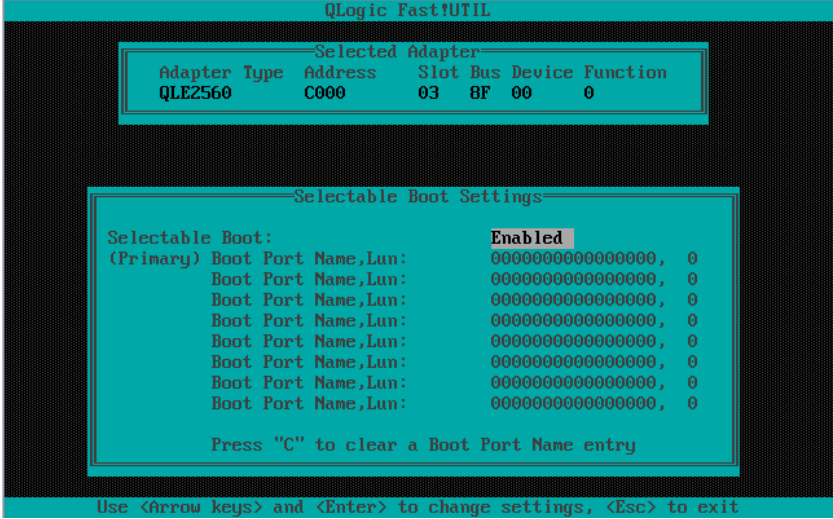 QLogic Fast!UTIL
Selected Adapter
Adapter Type Address Slot Bus Device Function
QLE2560 C000 03 8F 00 0
Selectable Boot Settings
Selectable Boot: Enabled
(Primary) Boot Port Name,Lun: 0000000000000000, 0
Boot Port Name,Lun: 0000000000000000, 0
Boot Port Name,Lun: 0000000000000000, 0
Boot Port Name,Lun: 0000000000000000, 0
Boot Port Name,Lun: 0000000000000000, 0
Boot Port Name,Lun: 0000000000000000, 0
Boot Port Name,Lun: 0000000000000000, 0
Boot Port Name,Lun: 0000000000000000, 0
Press "C" to clear a Boot Port Name entry
Use <Arrow keys> and <Enter> to change settings, <Esc> to exit